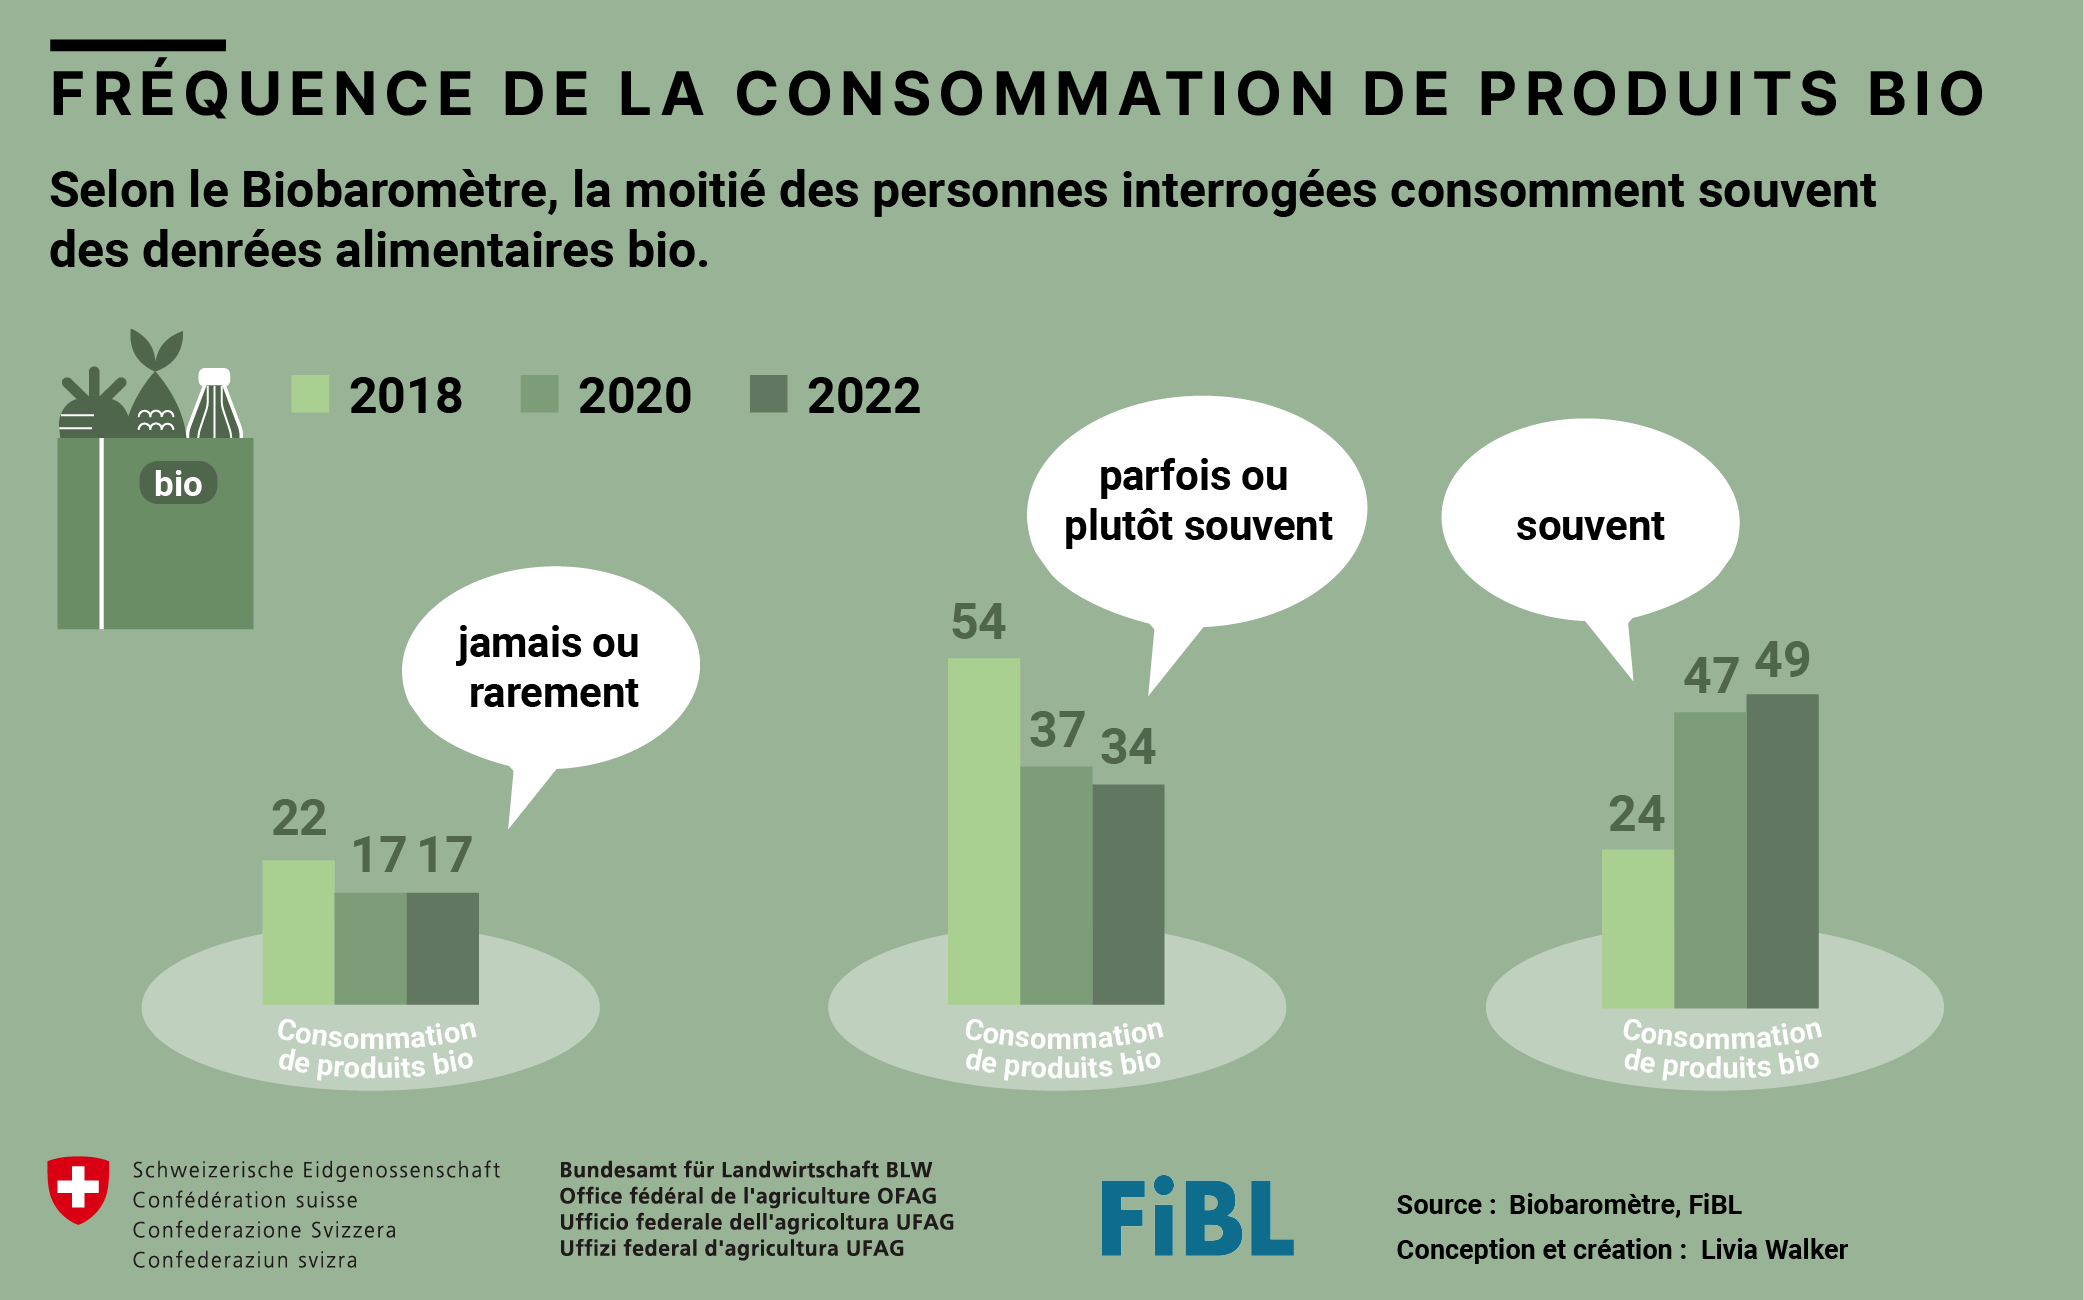 FRÉQUENCE DE LA CONSOMMATION DE PRODUITS BIO
Selon le Biobaromètre, la moitié des personnes interrogées consomment souvent
des denrées alimentaires bio.
2018
2020
2022
bio
jamais ou
rarement
22
17
17
Consommation
de produits bio
parfois ou
plutôt souvent
54
37
34
Consommation
de produits bio
souvent
24
47
49
Consommation
de produits bio
Schweizerische Eidgenossenschaft
Confédération suisse
Confederazione Svizzera
Confederaziun svizra
Bundesamt für Landwirtschaft BLW
Office fédéral de l'agriculture OFAG
Ufficio federale dell'agricoltura UFAG
Uffizi federal d'agricultura UFAG
FiBL
Source : Biobaromètre, FiBL
Conception et création : Livia Walker